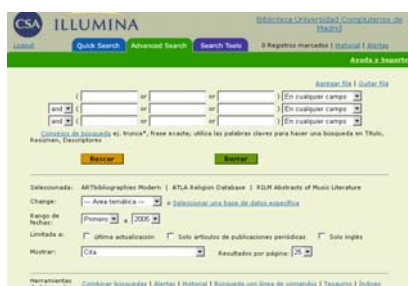 CSA ILLUMINA
Biblioteca Universidad Complutense de Madrid
Logout Quick Search Advanced Search Search Tools 0 Registros marcados | Historial | Alertas
Ayuda y Soporte
Agregar fila | Quitar fila
( or or ) En cualquier campo
and ( or or ) En cualquier campo
and ( or or ) En cualquier campo
Consejos de búsqueda ej. trunca*, frase exacta; utilice las palabras claves para hacer una búsqueda en Título, Resumen, Descriptores
Buscar Borrar
Seleccionada: ARTbibliographies Modern | ATLA Religion Database | RILM Abstracts of Music Literature
Change: --- Area temática --- o Seleccionar una base de datos específica
Rango de fechas: Primero a 2005
Limitada a: Última actualización Solo artículos de publicaciones periódicas Solo inglés
Mostrar: Cita Resultados por página: 25
Herramientas
Combinar búsquedas | Alertas | Historial | Búsqueda con línea de comandos | Tesauros | Índices